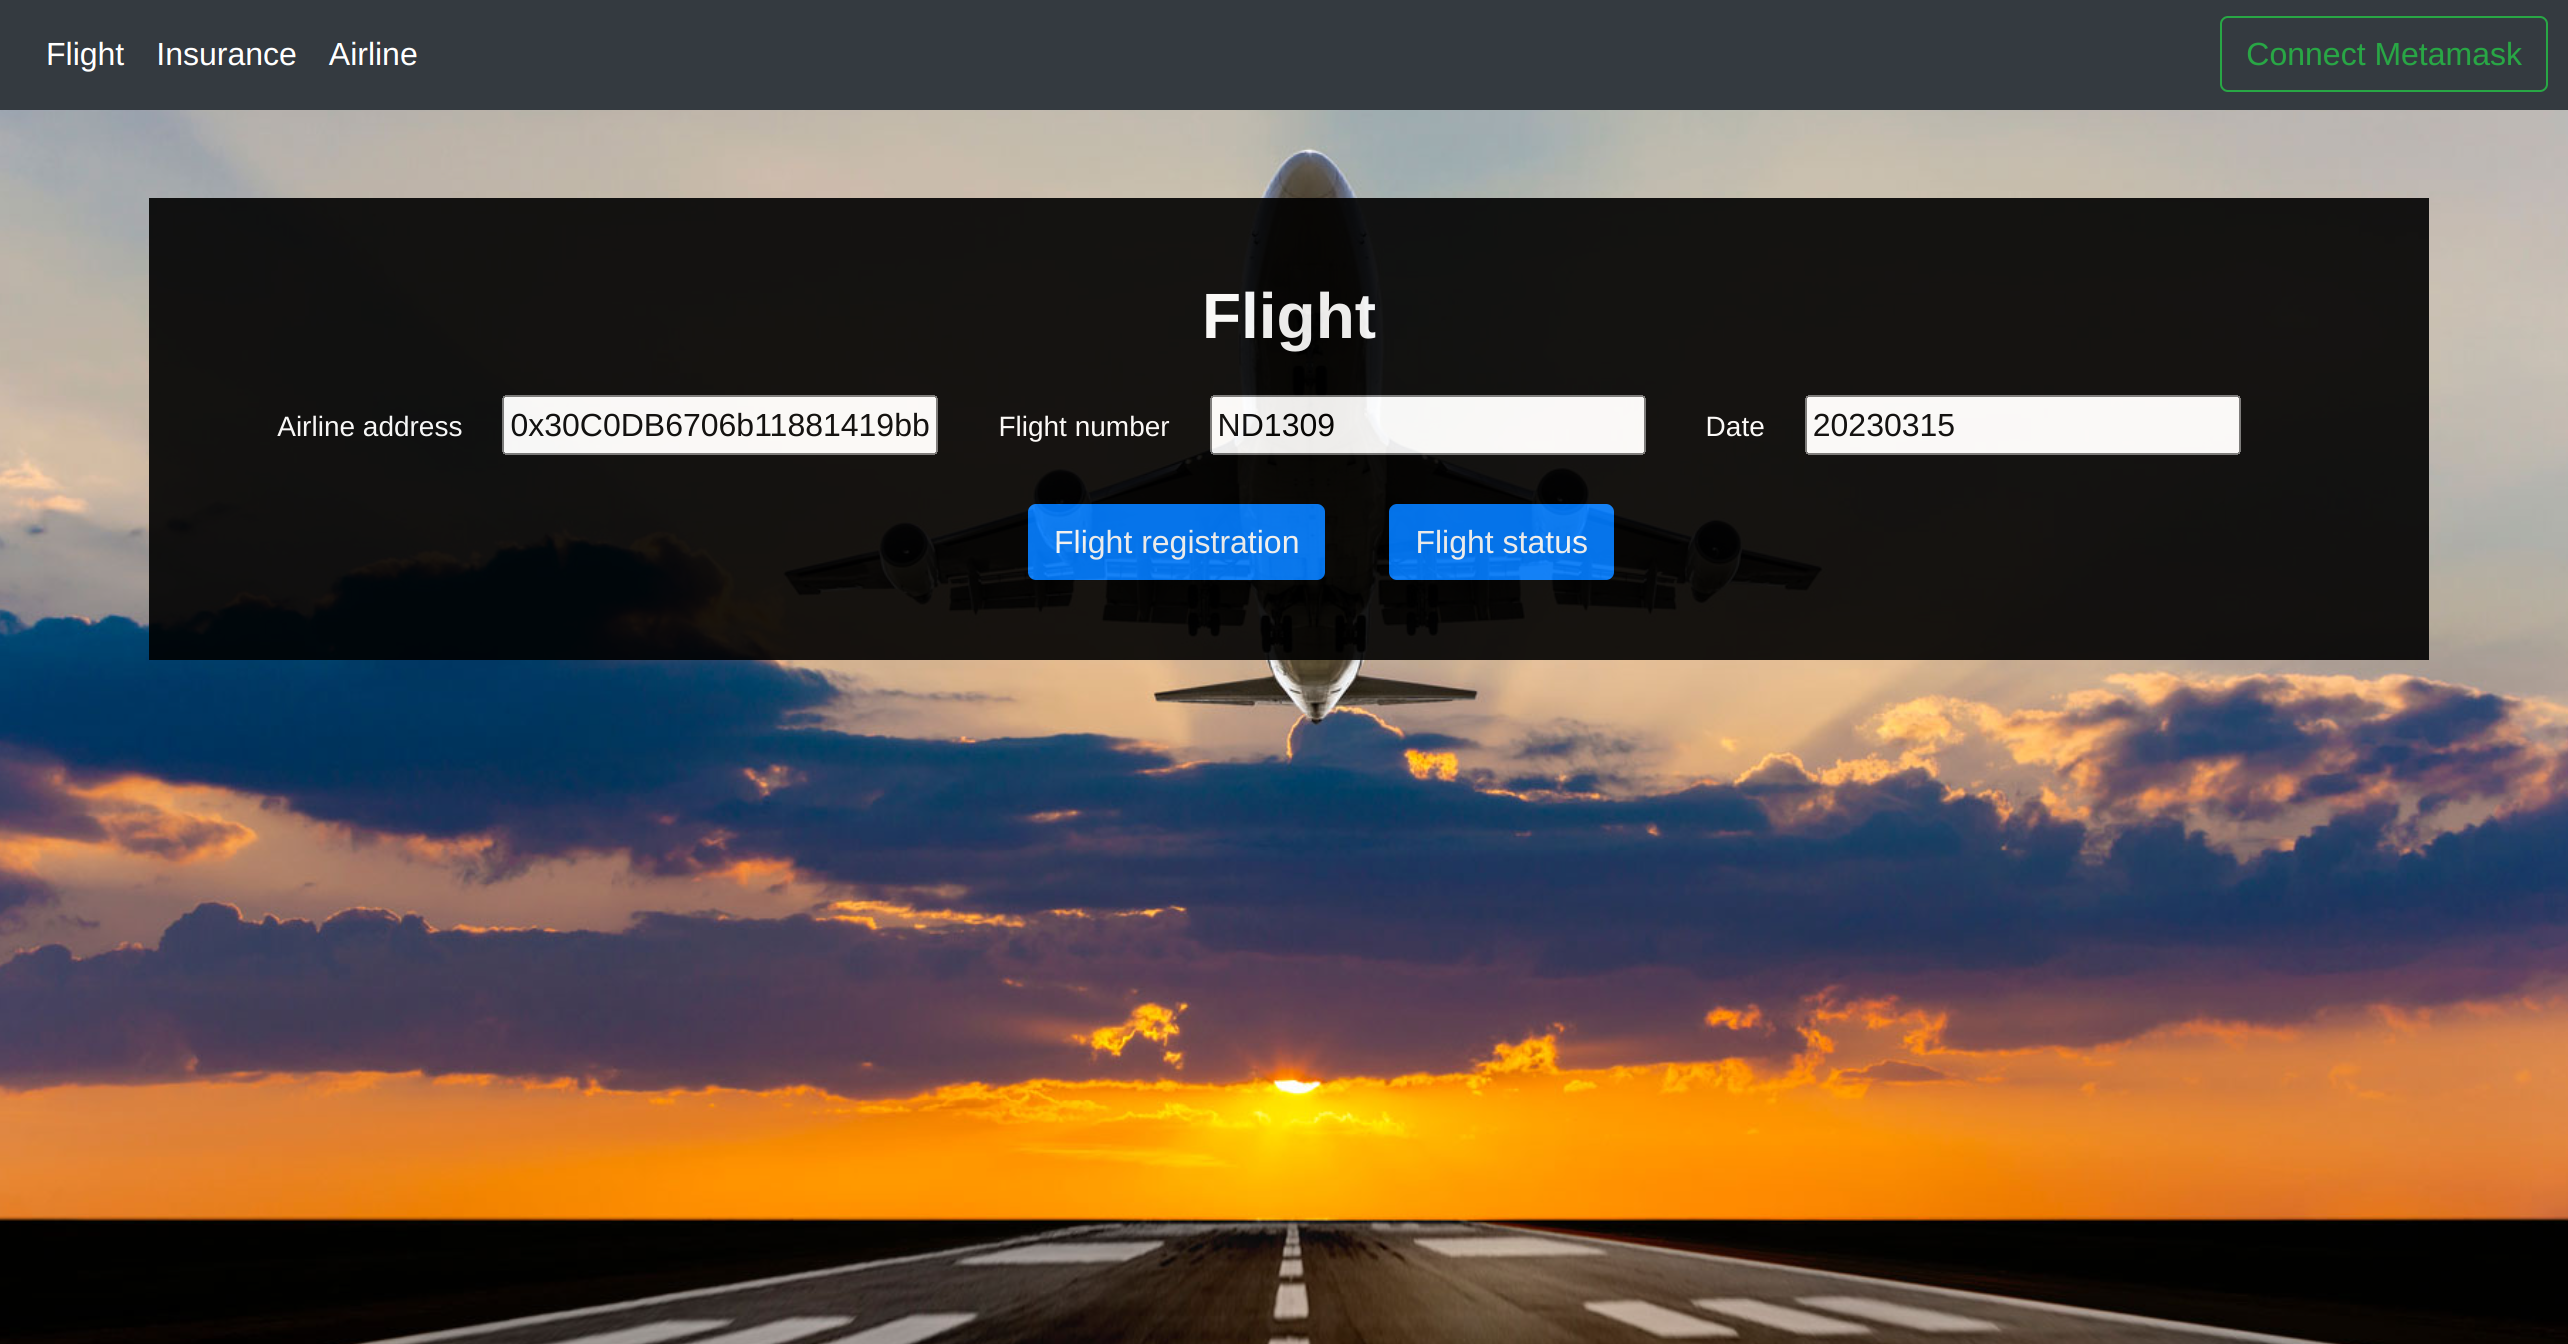 Flight Insurance Airline Connect Metamask
Flight
Airline address 0x30C0DB6706b11881419bb Flight number ND1309 Date 20230315
Flight registration Flight status